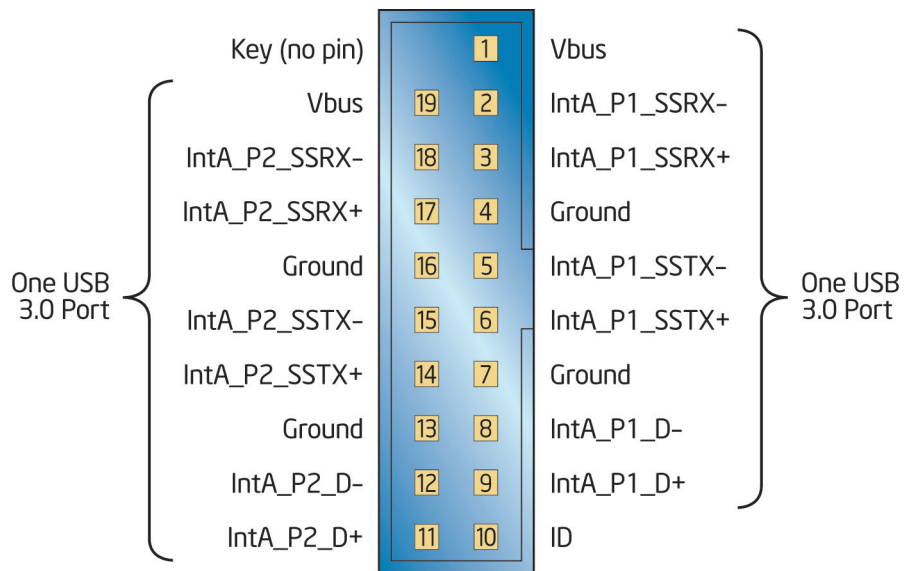 Key (no pin) 1 Vbus
Vbus 19 2 IntA_P1_SSRX-
IntA_P2_SSRX- 18 3 IntA_P1_SSRX+
IntA_P2_SSRX+ 17 4 Ground
Ground 16 5 IntA_P1_SSTX-
One USB
3.0 Port
One USB
3.0 Port
IntA_P2_SSTX- 15 6 IntA_P1_SSTX+
IntA_P2_SSTX+ 14 7 Ground
Ground 13 8 IntA_P1_D-
IntA_P2_D- 12 9 IntA_P1_D+
IntA_P2_D+ 11 10 ID